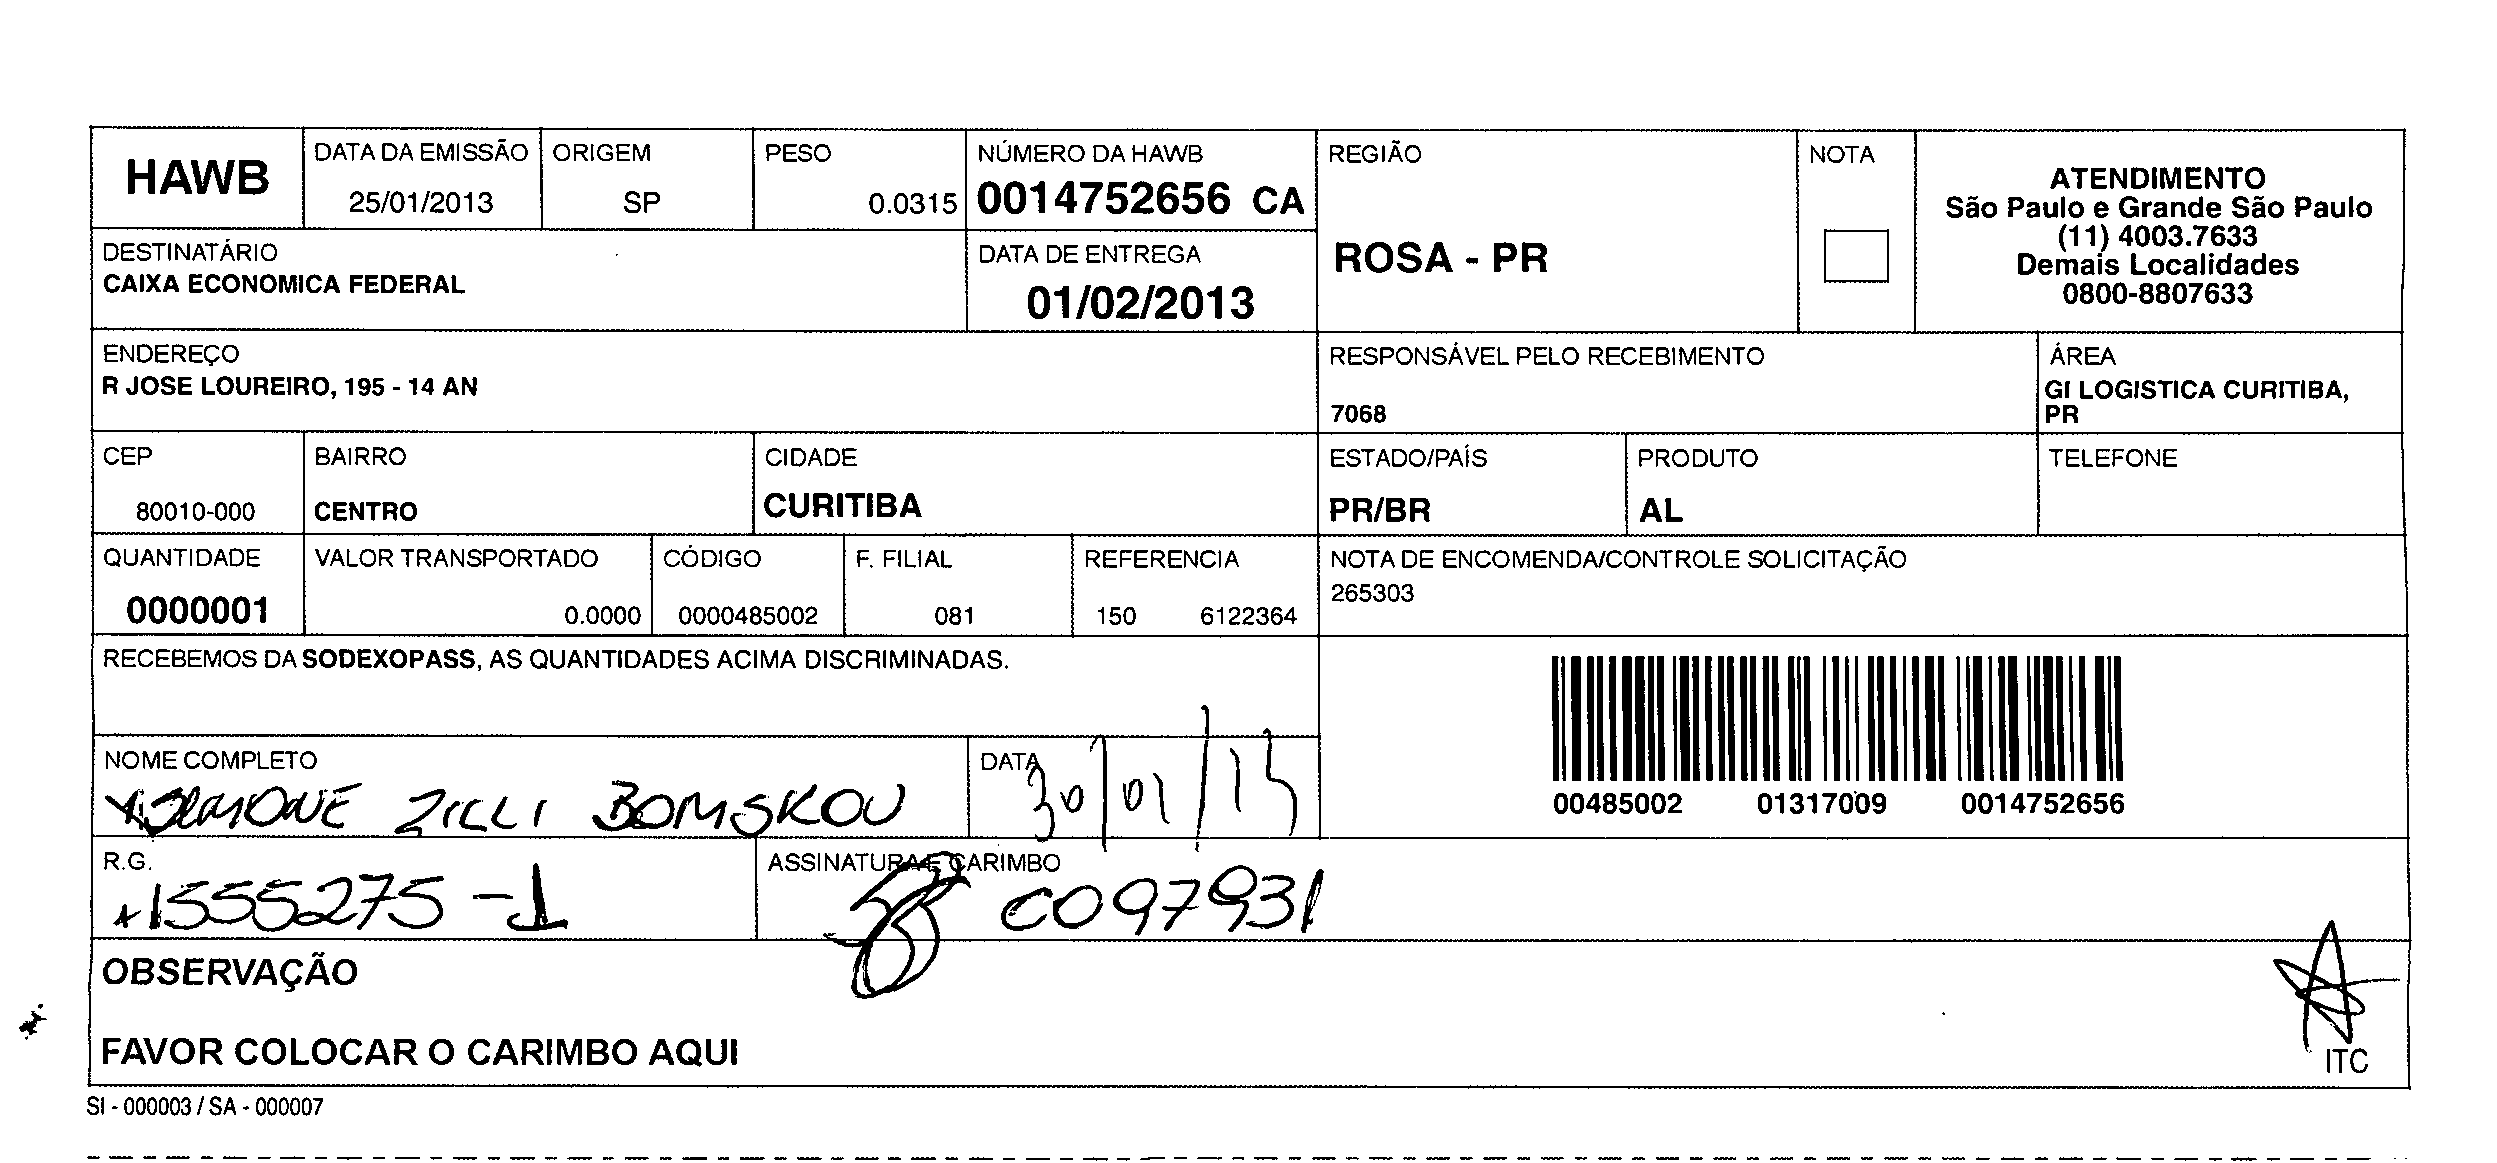 HAWB
DATA DA EMISSÃO
25/01/2013
ORIGEM
SP
PESO
0.0315
NÚMERO DA HAWB
0014752656 CA
REGIÃO
ROSA - PR
NOTA
ATENDIMENTO
São Paulo e Grande São Paulo
(11) 4003.7633
Demais Localidades
0800-8807633
DESTINATÁRIO
CAIXA ECONOMICA FEDERAL
DATA DE ENTREGA
01/02/2013
ENDEREÇO
R JOSE LOUREIRO, 195 - 14 AN
RESPONSÁVEL PELO RECEBIMENTO
7068
ÁREA
GI LOGISTICA CURITIBA,
PR
CEP
80010-000
BAIRRO
CENTRO
CIDADE
CURITIBA
ESTADO/PAÍS
PR/BR
PRODUTO
AL
TELEFONE
QUANTIDADE
0000001
VALOR TRANSPORTADO
0.0000
CÓDIGO
0000485002
F. FILIAL
081
REFERENCIA
150 6122364
NOTA DE ENCOMENDA/CONTROLE SOLICITAÇÃO
265303
RECEBEMOS DA SODEXOPASS, AS QUANTIDADES ACIMA DISCRIMINADAS.
00485002 01317009 0014752656
NOME COMPLETO
SIMONE ZILLI BOMSKOV
DATA
30/01/13
R.G.
1555275-1
ASSINATURA E CARIMBO
C097931
OBSERVAÇÃO
FAVOR COLOCAR O CARIMBO AQUI
ITC
SI - 000003 / SA - 000007